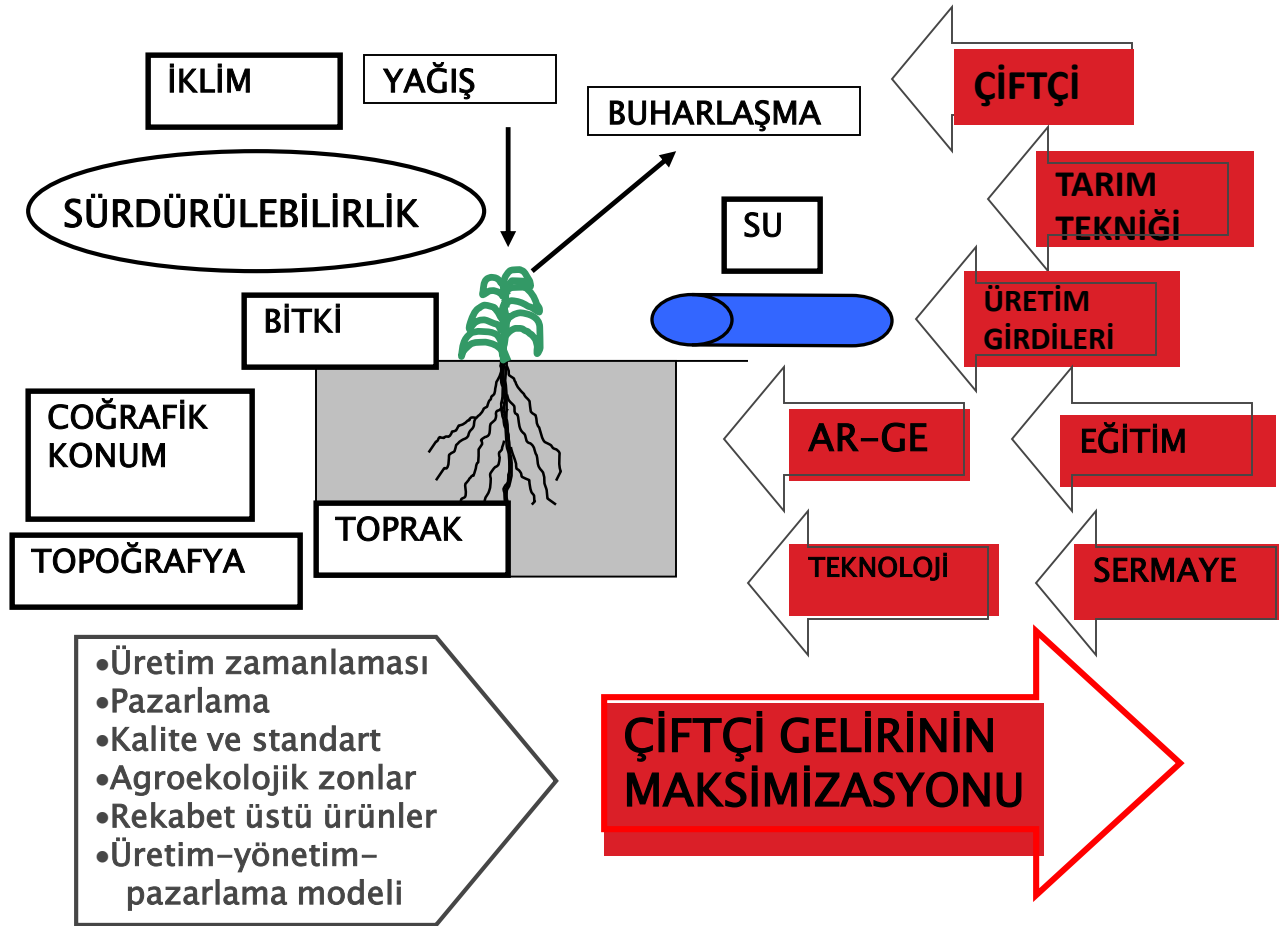 İKLİM
YAĞIŞ
BUHARLAŞMA
ÇİFTÇİ
SÜRDÜRÜLEBİLİRLİK
SU
TARIM
TEKNİĞİ
BİTKİ
ÜRETİM
GİRDİLERİ
COĞRAFİK
KONUM
AR-GE
EĞİTİM
TOPRAK
TOPOĞRAFYA
TEKNOLOJİ
SERMAYE
•Üretim zamanlaması
•Pazarlama
•Kalite ve standart
•Agroekolojik zonlar
•Rekabet üstü ürünler
•Üretim-yönetim-
pazarlama modeli
ÇİFTÇİ GELİRİNİN
MAKSİMİZASYONU